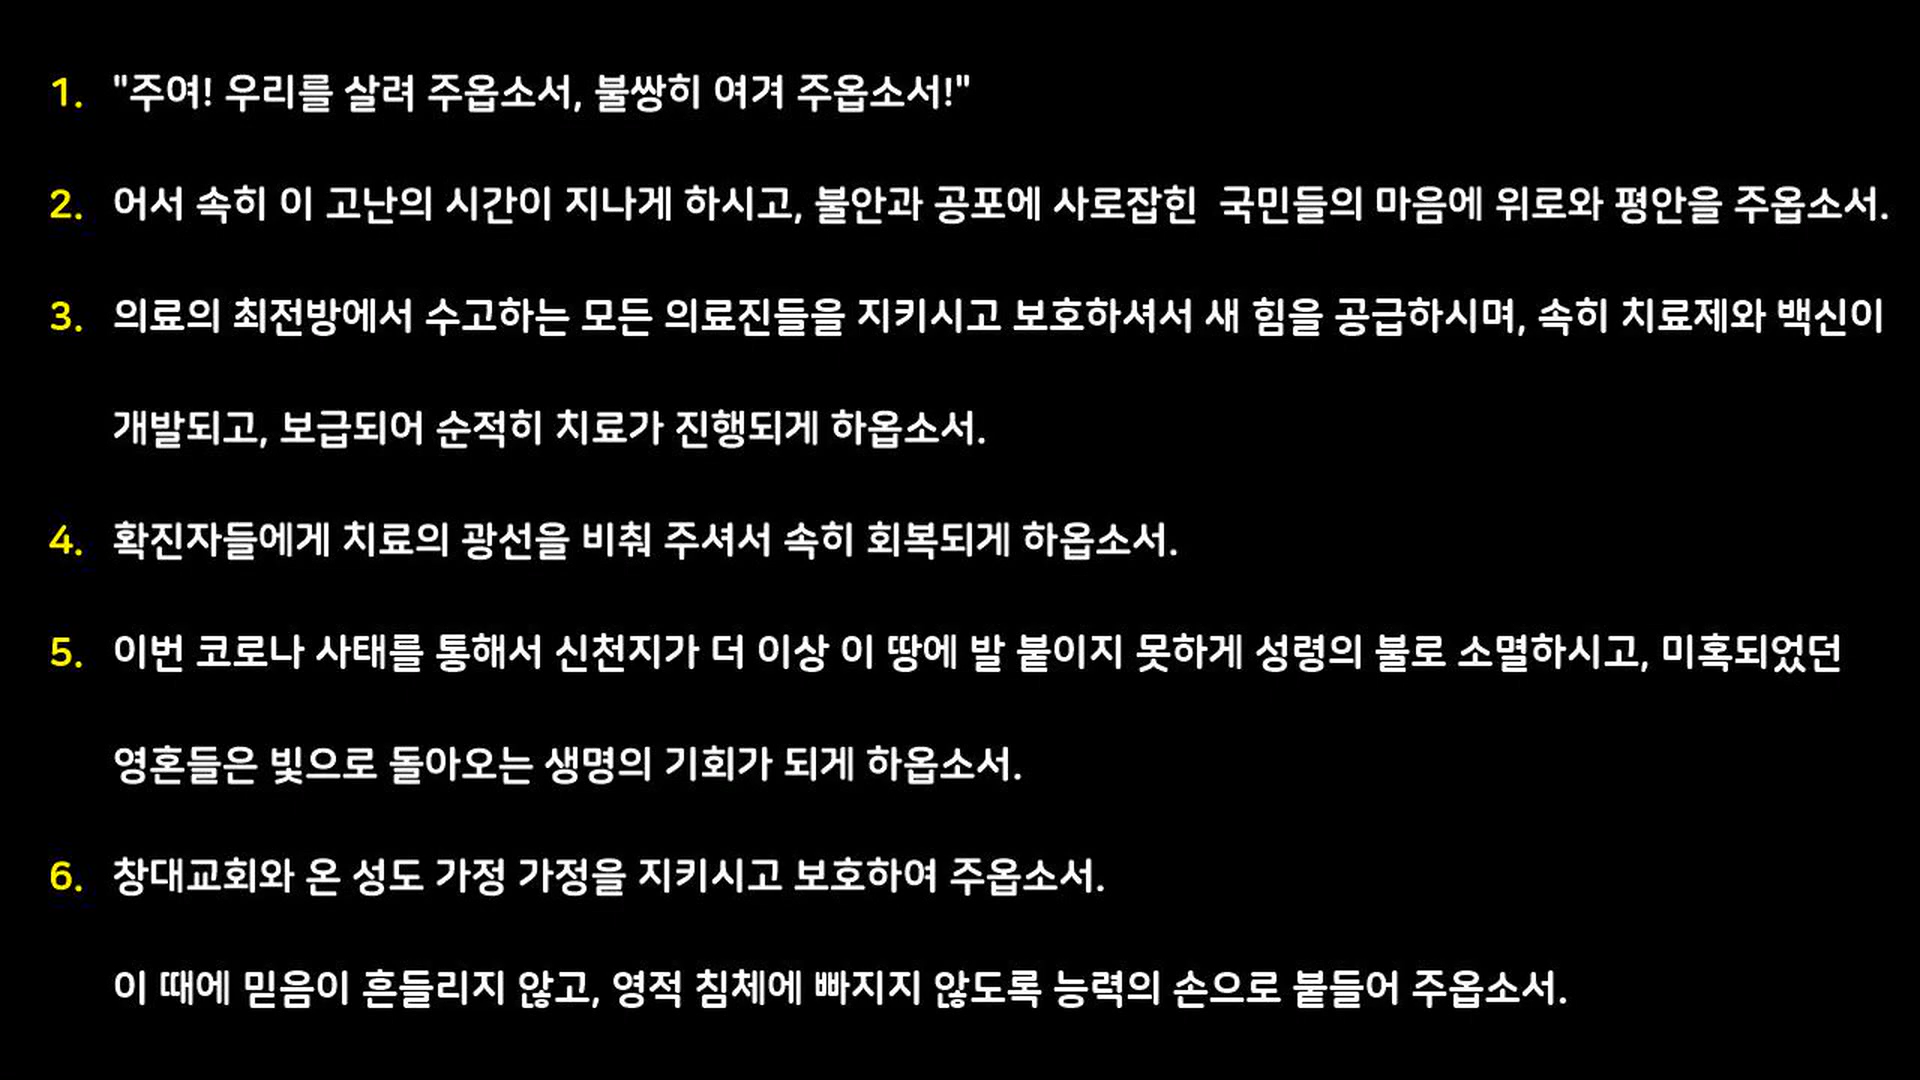 1. "주여! 우리를 살려 주옵소서, 불쌍히 여겨 주옵소서!"
2. 어서 속히 이 고난의 시간이 지나게 하시고, 불안과 공포에 사로잡힌  국민들의 마음에 위로와 평안을 주옵소서.
3. 의료의 최전방에서 수고하는 모든 의료진들을 지키시고 보호하셔서 새 힘을 공급하시며, 속히 치료제와 백신이
개발되고, 보급되어 순적히 치료가 진행되게 하옵소서.
4. 확진자들에게 치료의 광선을 비춰 주셔서 속히 회복되게 하옵소서.
5. 이번 코로나 사태를 통해서 신천지가 더 이상 이 땅에 발 붙이지 못하게 성령의 불로 소멸하시고, 미혹되었던
영혼들은 빛으로 돌아오는 생명의 기회가 되게 하옵소서.
6. 창대교회와 온 성도 가정 가정을 지키시고 보호하여 주옵소서.
이 때에 믿음이 흔들리지 않고, 영적 침체에 빠지지 않도록 능력의 손으로 붙들어 주옵소서.